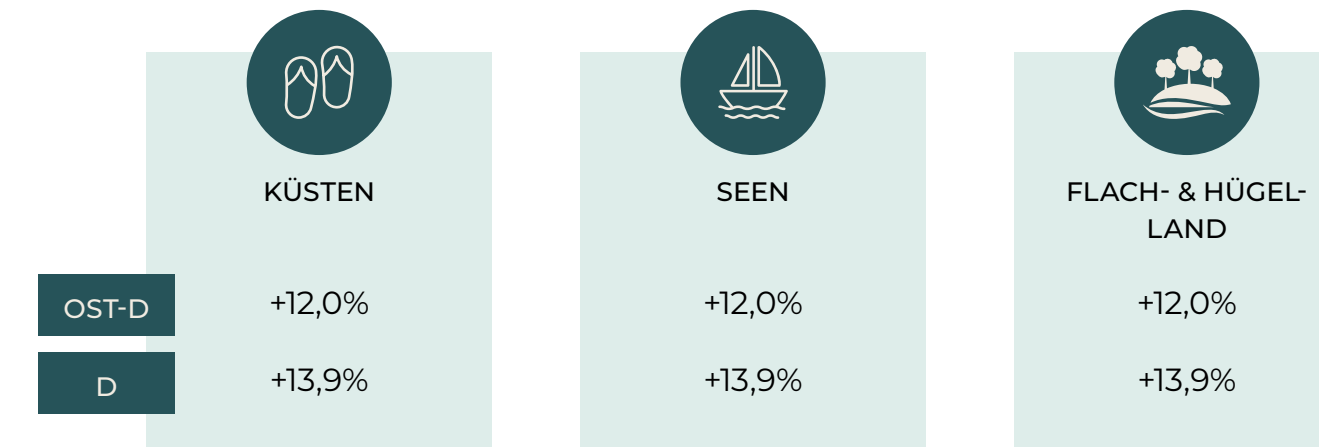 KÜSTEN
SEEN
FLACH- & HÜGEL-
LAND
OST-D
+12,0%
+12,0%
+12,0%
D
+13,9%
+13,9%
+13,9%